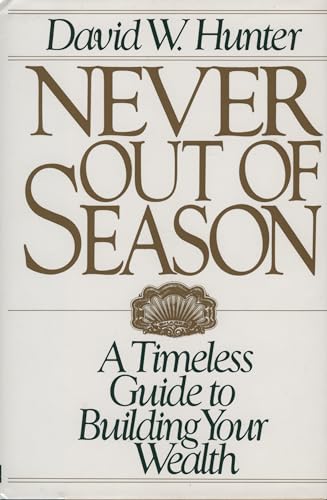 David W. Hunter
NEVER
OUT OF
SEASON
A Timeless
Guide to
Building Your
Wealth